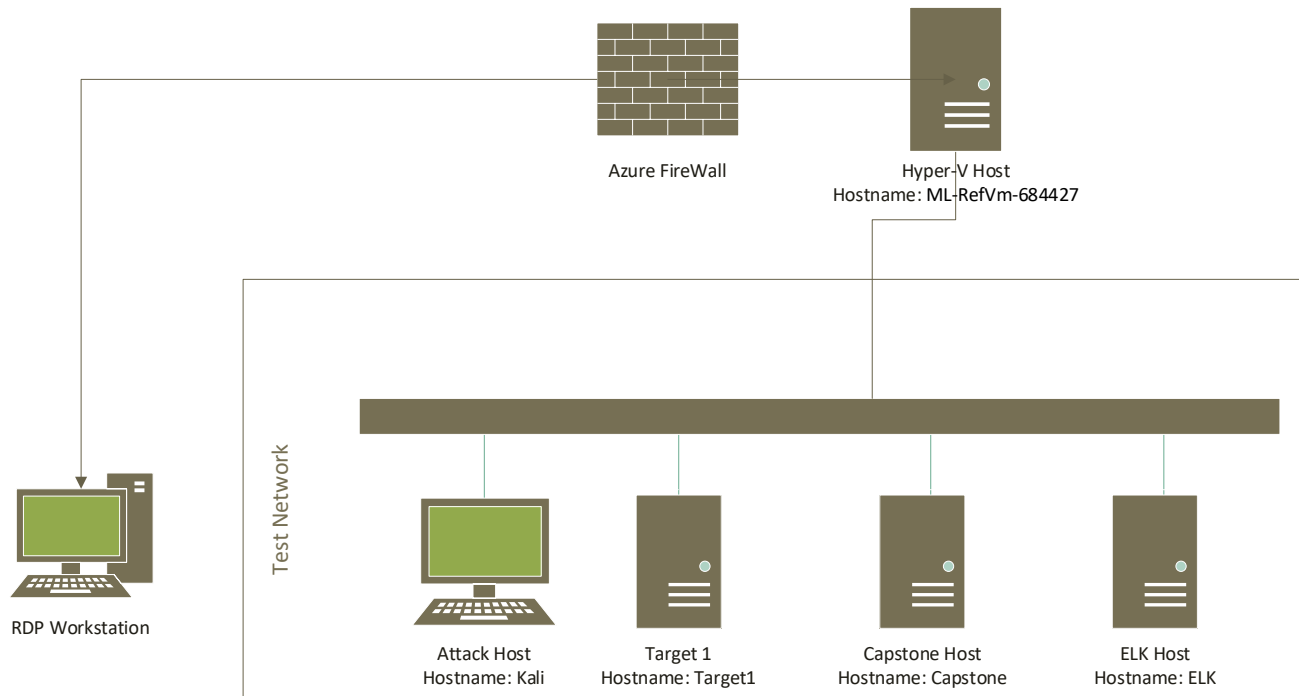 Azure FireWall
Hyper-V Host
Hostname: ML-RefVm-684427
Test Network
RDP Workstation
Attack Host
Hostname: Kali
Target 1
Hostname: Target1
Capstone Host
Hostname: Capstone
ELK Host
Hostname: ELK